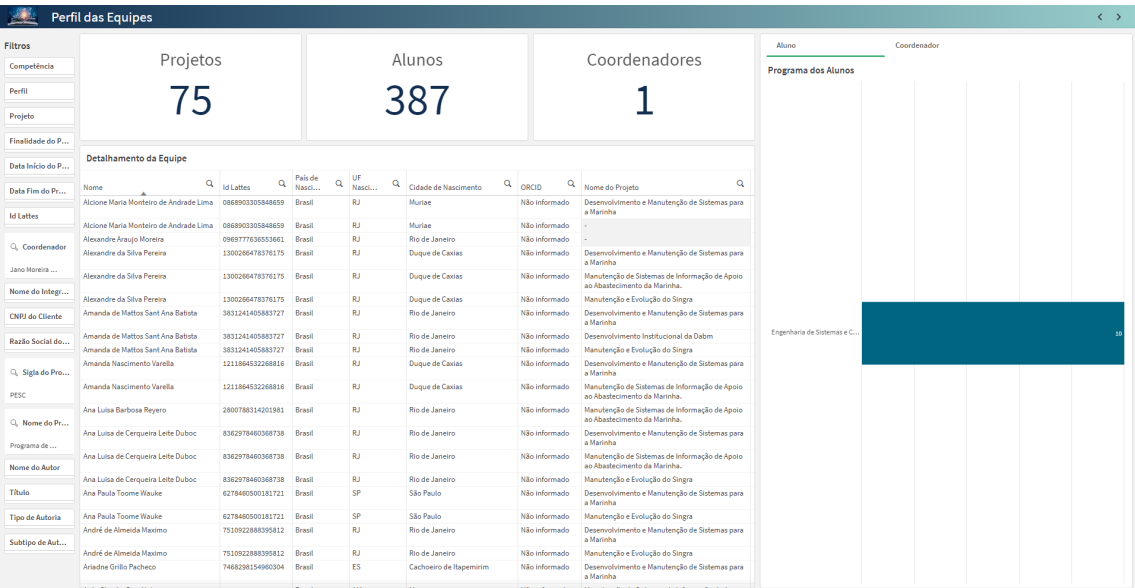 Perfil das Equipes
Filtros
Competência
Perfil
Projeto
Finalidade do P...
Data Início do P...
Data Fim do Pr...
Id Lattes
Coordenador
Jano Moreira ...
Nome do Integr...
CNPJ do Cliente
Razão Social do...
Sigla do Pro...
PESC
Nome do Pr...
Programa de ...
Nome do Autor
Título
Tipo de Autoria
Subtipo de Aut...
Projetos
75
Alunos
387
Coordenadores
1
Detalhamento da Equipe
Nome Id Lattes País de Nasci... UF Nasci... Cidade de Nascimento ORCID Nome do Projeto
Alcione Maria Monteiro de Andrade Lima 0868903305848659 Brasil RJ Muriae Não informado Desenvolvimento e Manutenção de Sistemas para
a Marinha
Alcione Maria Monteiro de Andrade Lima 0868903305848659 Brasil RJ Muriae Não informado -
Alexandre Araujo Moreira 0969777636553661 Brasil RJ Rio de Janeiro Não informado -
Alexandre da Silva Pereira 1300266478376175 Brasil RJ Duque de Caxias Não informado Desenvolvimento e Manutenção de Sistemas para
a Marinha
Alexandre da Silva Pereira 1300266478376175 Brasil RJ Duque de Caxias Não informado Manutenção de Sistemas de Informação de Apoio
ao Abastecimento da Marinha.
Alexandre da Silva Pereira 1300266478376175 Brasil RJ Duque de Caxias Não informado Manutenção e Evolução do Singra
Amanda de Mattos Sant Ana Batista 3831241405883727 Brasil RJ Rio de Janeiro Não informado Desenvolvimento e Manutenção de Sistemas para
a Marinha
Amanda de Mattos Sant Ana Batista 3831241405883727 Brasil RJ Rio de Janeiro Não informado Desenvolvimento Institucional da Dabm
Amanda de Mattos Sant Ana Batista 3831241405883727 Brasil RJ Rio de Janeiro Não informado Manutenção e Evolução do Singra
Amanda Nascimento Varella 1211864532268816 Brasil RJ Duque de Caxias Não informado Desenvolvimento e Manutenção de Sistemas para
a Marinha
Amanda Nascimento Varella 1211864532268816 Brasil RJ Duque de Caxias Não informado Manutenção de Sistemas de Informação de Apoio
ao Abastecimento da Marinha.
Ana Luisa Barbosa Reyero 2800788314201981 Brasil RJ Rio de Janeiro Não informado Manutenção de Sistemas de Informação de Apoio
ao Abastecimento da Marinha.
Ana Luisa de Cerqueira Leite Duboc 8362978460368738 Brasil RJ Rio de Janeiro Não informado Desenvolvimento e Manutenção de Sistemas para
a Marinha
Ana Luisa de Cerqueira Leite Duboc 8362978460368738 Brasil RJ Rio de Janeiro Não informado Manutenção de Sistemas de Informação de Apoio
ao Abastecimento da Marinha.
Ana Luisa de Cerqueira Leite Duboc 8362978460368738 Brasil RJ Rio de Janeiro Não informado Manutenção e Evolução do Singra
Ana Paula Toome Wauke 6278460500181721 Brasil SP São Paulo Não informado Desenvolvimento e Manutenção de Sistemas para
a Marinha
Ana Paula Toome Wauke 6278460500181721 Brasil SP São Paulo Não informado Manutenção e Evolução do Singra
André de Almeida Maximo 7510922888395812 Brasil RJ Rio de Janeiro Não informado Desenvolvimento e Manutenção de Sistemas para
a Marinha
André de Almeida Maximo 7510922888395812 Brasil RJ Rio de Janeiro Não informado Manutenção e Evolução do Singra
Ariadne Grillo Pacheco 7468298154960304 Brasil ES Cachoeiro de Itapemirim Não informado Desenvolvimento e Manutenção de Sistemas para
a Marinha
Aluno
Coordenador
Programa dos Alunos
Engenharia de Sistemas e C...
10